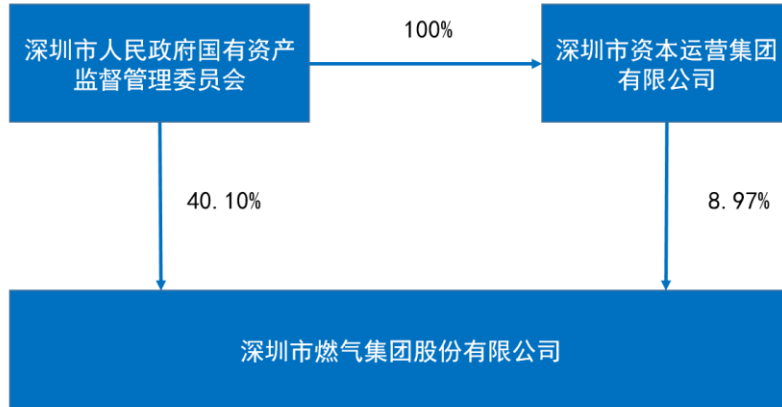 深圳市人民政府国有资产
监督管理委员会
100%
深圳市资本运营集团
有限公司
40.10%
8.97%
深圳市燃气集团股份有限公司